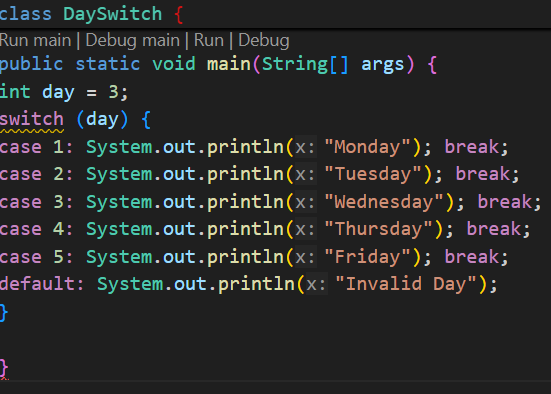 class DaySwitch {
Run main | Debug main | Run | Debug
public static void main(String[] args) {
int day = 3;
switch (day) {
case 1: System.out.println(x: "Monday"); break;
case 2: System.out.println(x: "Tuesday"); break;
case 3: System.out.println(x: "Wednesday"); break;
case 4: System.out.println(x: "Thursday"); break;
case 5: System.out.println(x: "Friday"); break;
default: System.out.println(x: "Invalid Day");
}
}